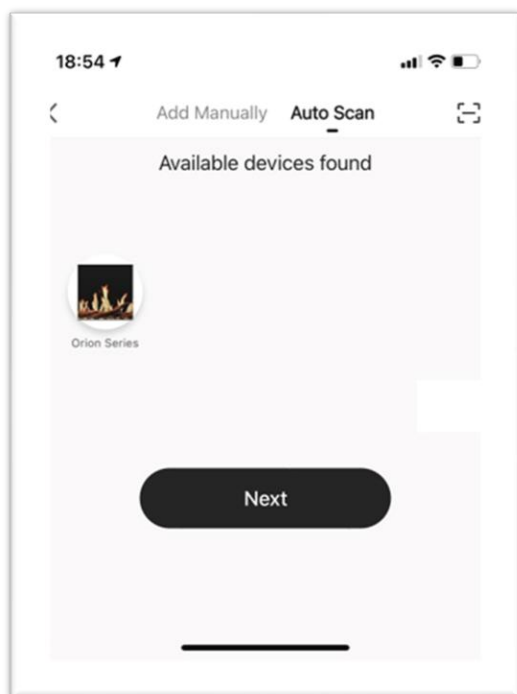 18:54
Add Manually Auto Scan
Available devices found
Orion Series
Next